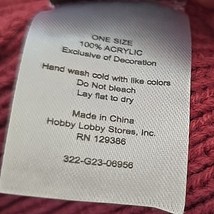 ONE SIZE
100% ACRYLIC
Exclusive of Decoration
Hand wash cold with like colors
Do Not bleach
Lay flat to dry
Made in China
Hobby Lobby Stores, Inc.
RN 129386
322-G23-06956